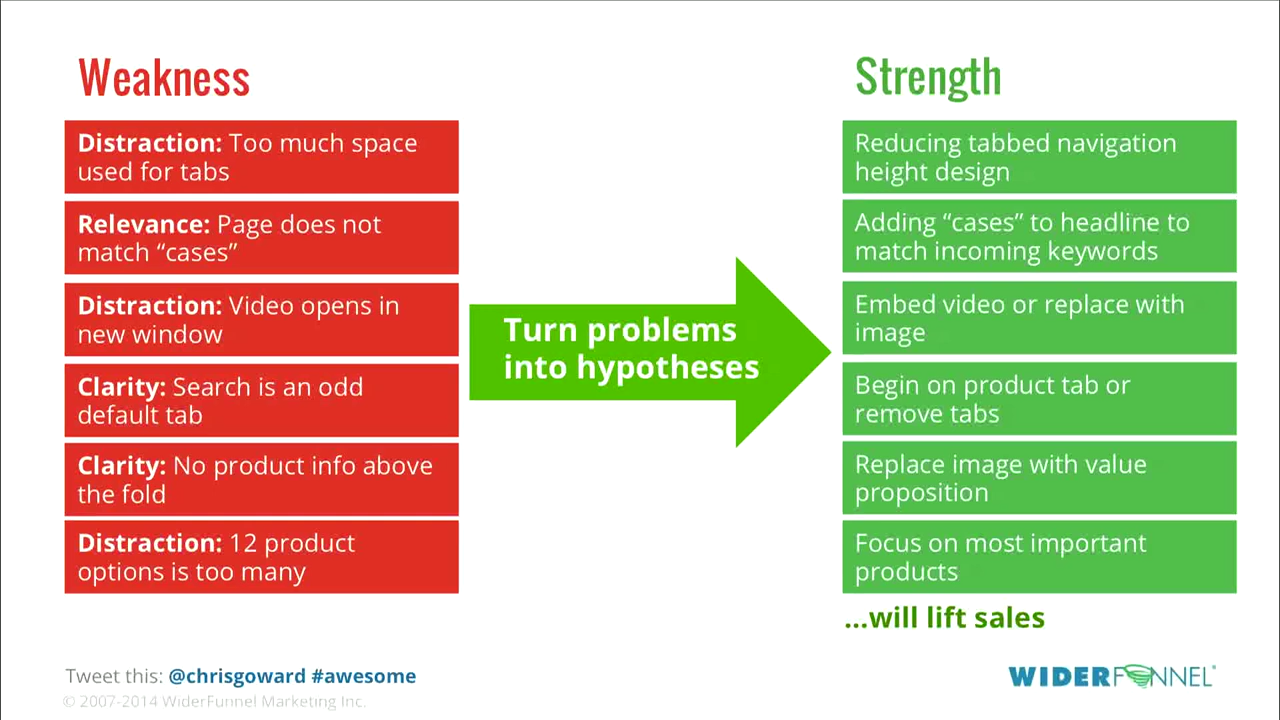 Weakness
Distraction: Too much space
used for tabs
Relevance: Page does not
match “cases”
Distraction: Video opens in
new window
Clarity: Search is an odd
default tab
Clarity: No product info above
the fold
Distraction: 12 product
options is too many
Turn problems
into hypotheses
Strength
Reducing tabbed navigation
height design
Adding “cases” to headline to
match incoming keywords
Embed video or replace with
image
Begin on product tab or
remove tabs
Replace image with value
proposition
Focus on most important
products
...will lift sales
Tweet this: @chrisgoward #awesome
© 2007-2014 WiderFunnel Marketing Inc.
WIDERFUNNEL®